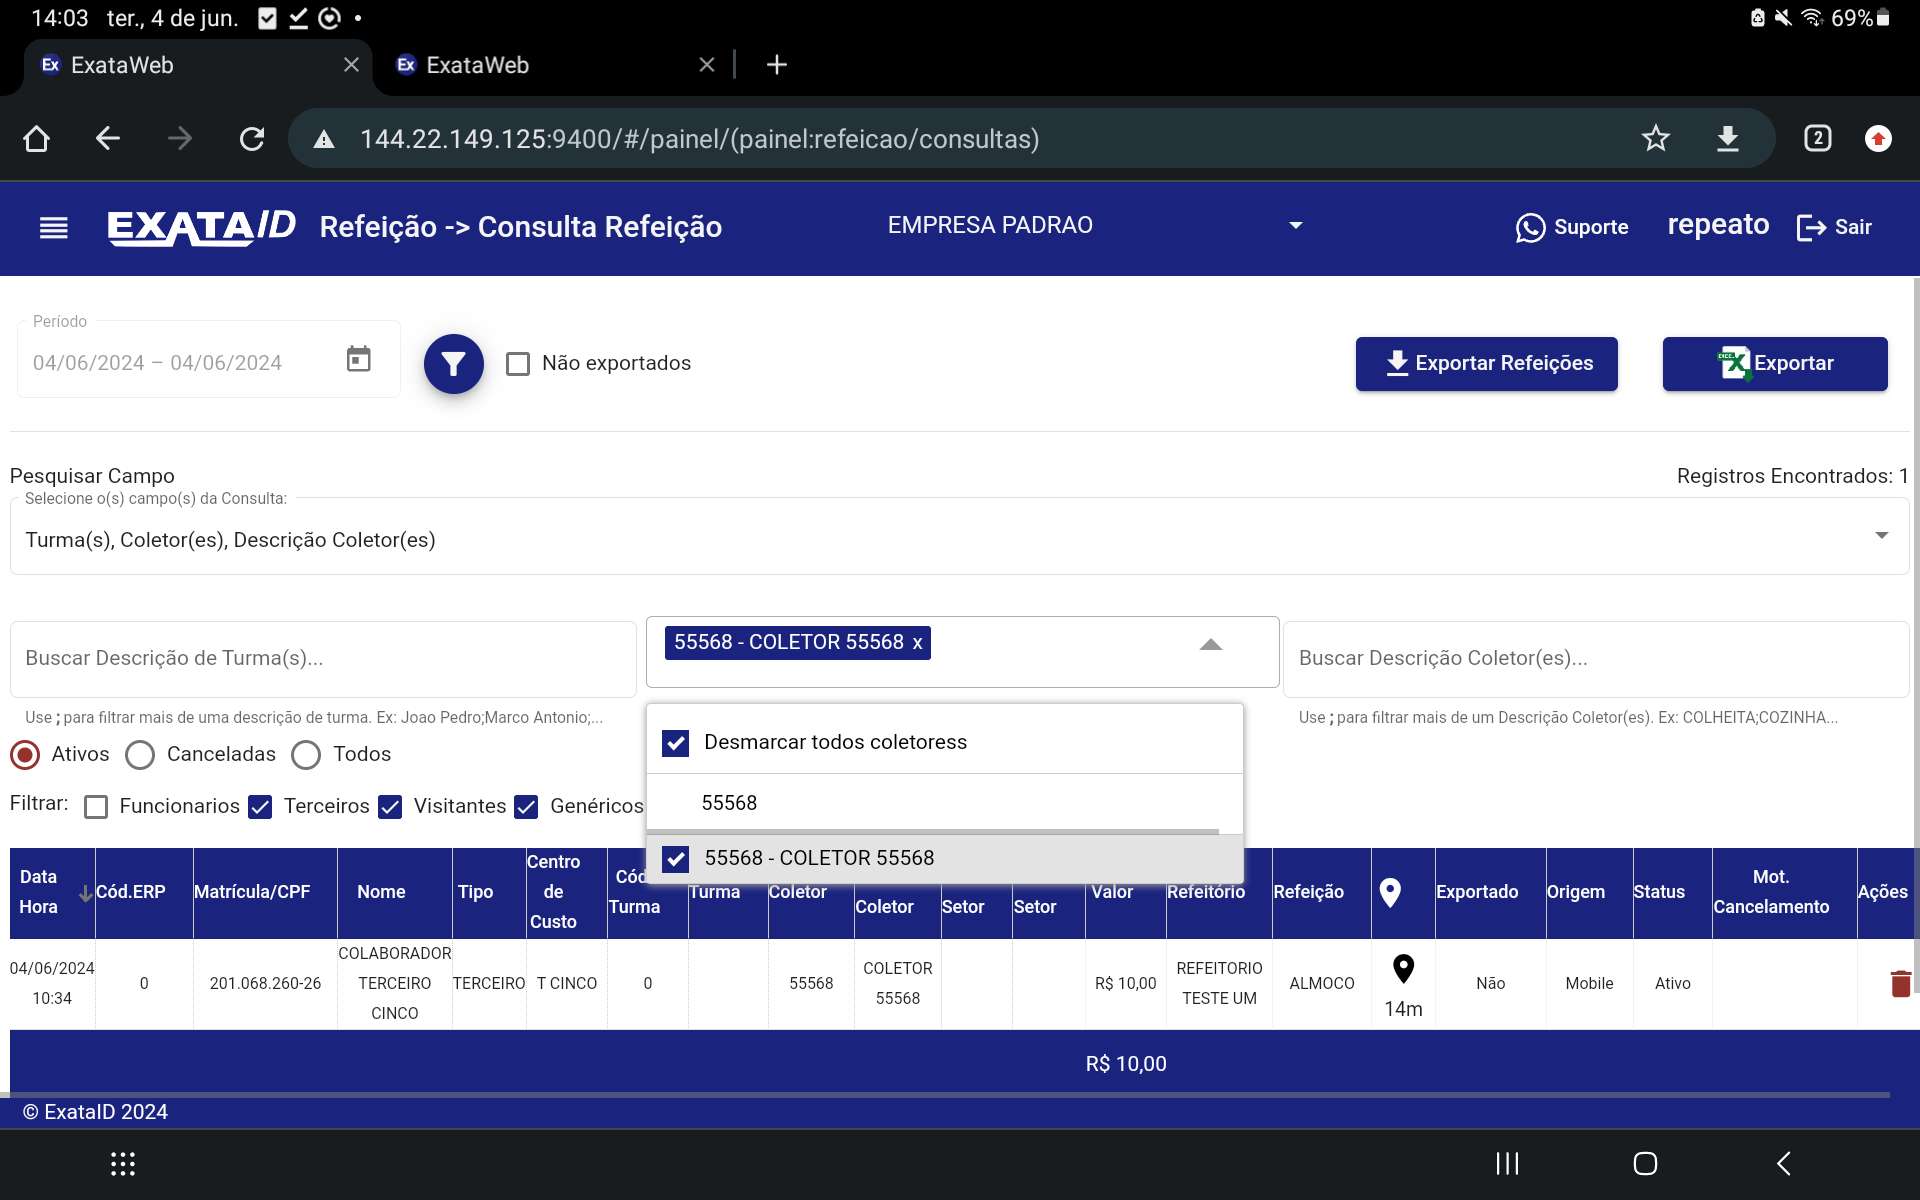 14:03 ter., 4 de jun.
69%
ExataWeb
ExataWeb
144.22.149.125:9400/#/painel/(painel:refeicao/consultas)
2
EXATA/ID Refeição -> Consulta Refeição
EMPRESA PADRAO
Suporte
repeato
Sair
Período
04/06/2024 – 04/06/2024
Não exportados
Exportar Refeições
Exportar
Pesquisar Campo
Registros Encontrados: 1
Selecione o(s) campo(s) da Consulta:
Turma(s), Coletor(es), Descrição Coletor(es)
Buscar Descrição de Turma(s)...
55568 - COLETOR 55568 x
Buscar Descrição Coletor(es)...
Use ; para filtrar mais de uma descrição de turma. Ex: Joao Pedro;Marco Antonio;...
Use ; para filtrar mais de um Descrição Coletor(es). Ex: COLHEITA;COZINHA...
Desmarcar todos coletoress
Ativos Canceladas Todos
55568
Filtrar: Funcionarios Terceiros Visitantes Genéricos
55568 - COLETOR 55568
Data Hora
Cód.ERP
Matrícula/CPF
Nome
Tipo
Centro de Custo
Cód Turma
Turma
Coletor
Coletor
Setor
Setor
Valor
Refeitório
Refeição
Exportado
Origem
Status
Mot. Cancelamento
Ações
04/06/2024 10:34
0
201.068.260-26
COLABORADOR TERCEIRO CINCO
TERCEIRO
T CINCO
0
55568
COLETOR 55568
R$ 10,00
REFEITORIO TESTE UM
ALMOCO
14m
Não
Mobile
Ativo
R$ 10,00
© ExataID 2024